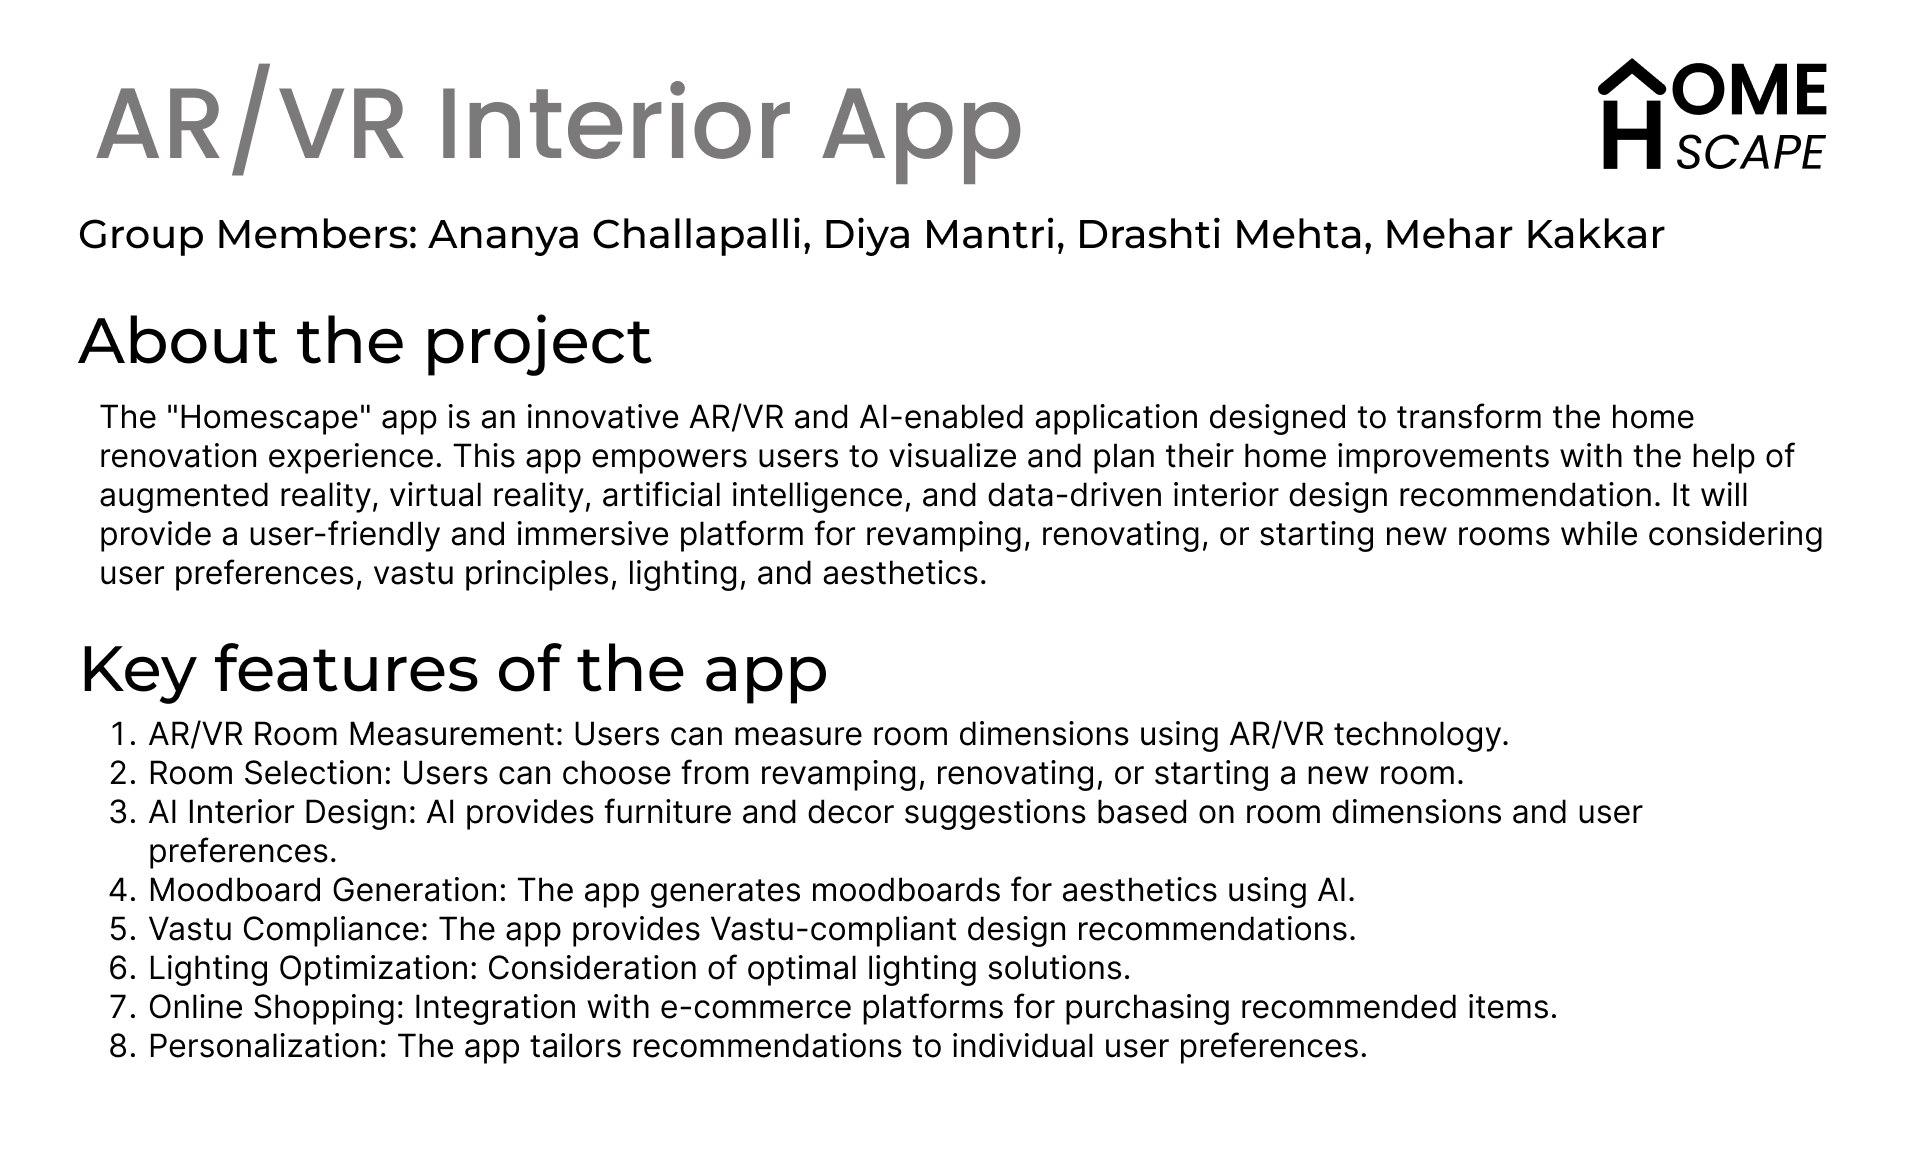 AR/VR Interior App
HOME
SCAPE
Group Members: Ananya Challapalli, Diya Mantri, Drashti Mehta, Mehar Kakkar
About the project
The "Homescape" app is an innovative AR/VR and AI-enabled application designed to transform the home
renovation experience. This app empowers users to visualize and plan their home improvements with the help of
augmented reality, virtual reality, artificial intelligence, and data-driven interior design recommendation. It will
provide a user-friendly and immersive platform for revamping, renovating, or starting new rooms while considering
user preferences, vastu principles, lighting, and aesthetics.
Key features of the app
1. AR/VR Room Measurement: Users can measure room dimensions using AR/VR technology.
2. Room Selection: Users can choose from revamping, renovating, or starting a new room.
3. AI Interior Design: AI provides furniture and decor suggestions based on room dimensions and user
preferences.
4. Moodboard Generation: The app generates moodboards for aesthetics using AI.
5. Vastu Compliance: The app provides Vastu-compliant design recommendations.
6. Lighting Optimization: Consideration of optimal lighting solutions.
7. Online Shopping: Integration with e-commerce platforms for purchasing recommended items.
8. Personalization: The app tailors recommendations to individual user preferences.